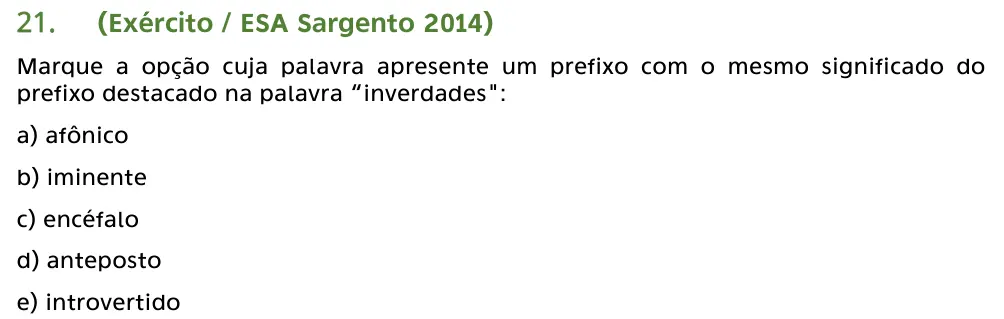 21. (Exército / ESA Sargento 2014)
Marque a opção cuja palavra apresente um prefixo com o mesmo significado do
prefixo destacado na palavra “inverdades":
a) afônico
b) iminente
c) encéfalo
d) anteposto
e) introvertido